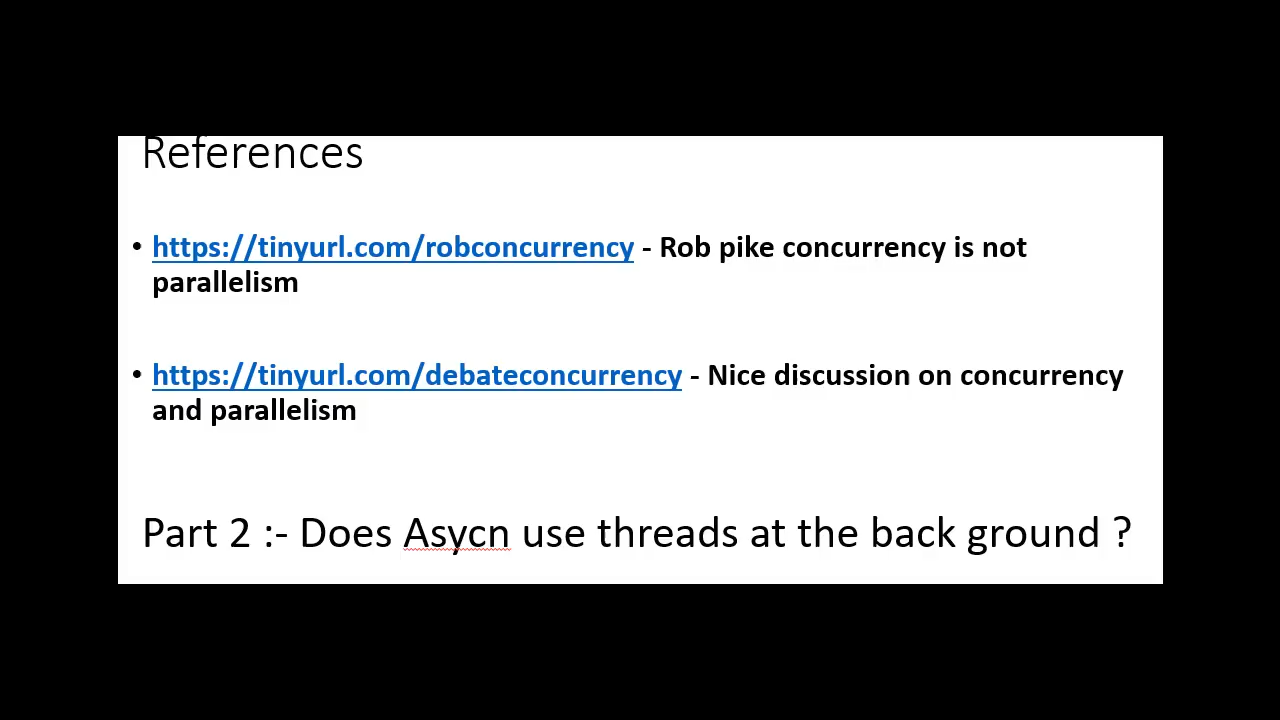 References
• https://tinyurl.com/robconcurrency - Rob pike concurrency is not
parallelism
• https://tinyurl.com/debateconcurrency - Nice discussion on concurrency
and parallelism
Part 2 :- Does Asycn use threads at the back ground ?